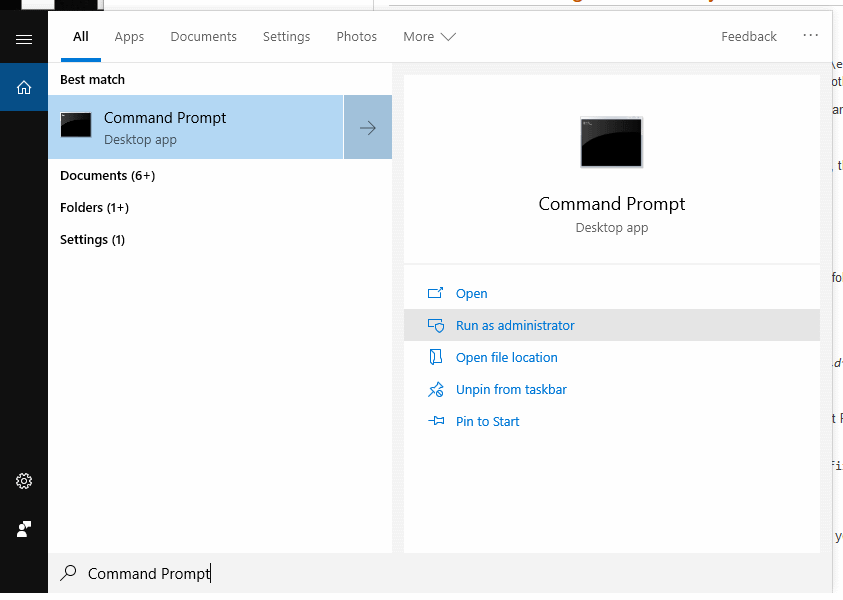 All Apps Documents Settings Photos More Feedback ...
Best match
Command Prompt
Desktop app
Documents (6+)
Folders (1+)
Settings (1)
Command Prompt
Desktop app
Open
Run as administrator
Open file location
Unpin from taskbar
Pin to Start
Command Prompt